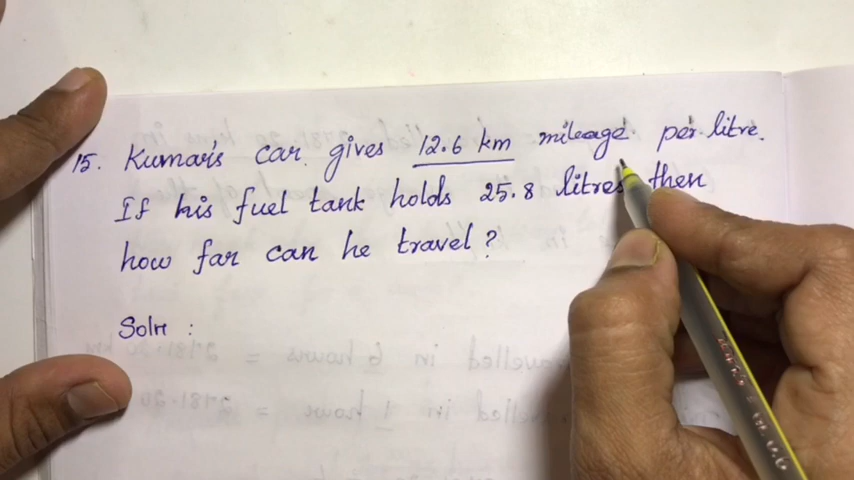 15. Kumar's car gives 12.6 km mileage per litre.
If his fuel tank holds 25.8 litres then
how far can he travel?
Soln :